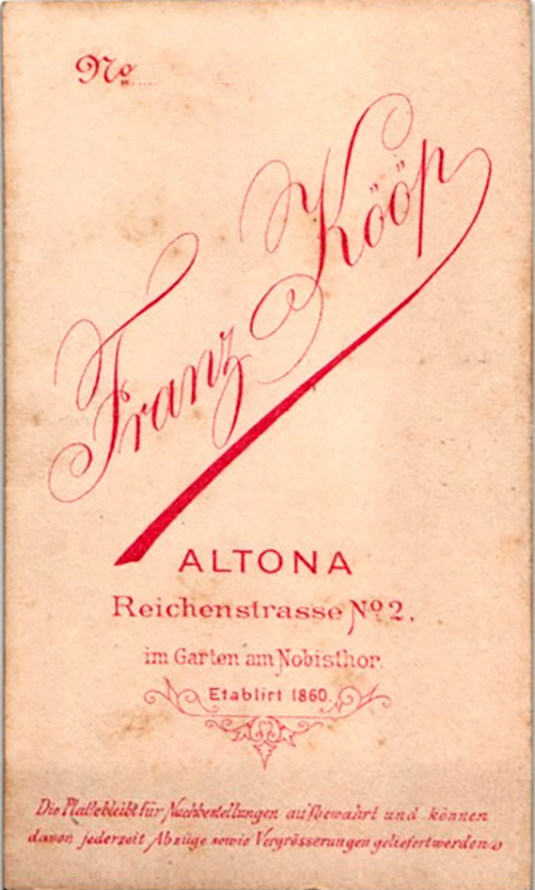 No
Franz Kööp
ALTONA
Reichenstrasse No 2.
im Garten am Nobisthor.
Etablirt 1860.
Die Platte bleibt für Nachbestellungen aufbewahrt und können
davon jederzeit Abzüge sowie Vergrösserungen geliefert werden